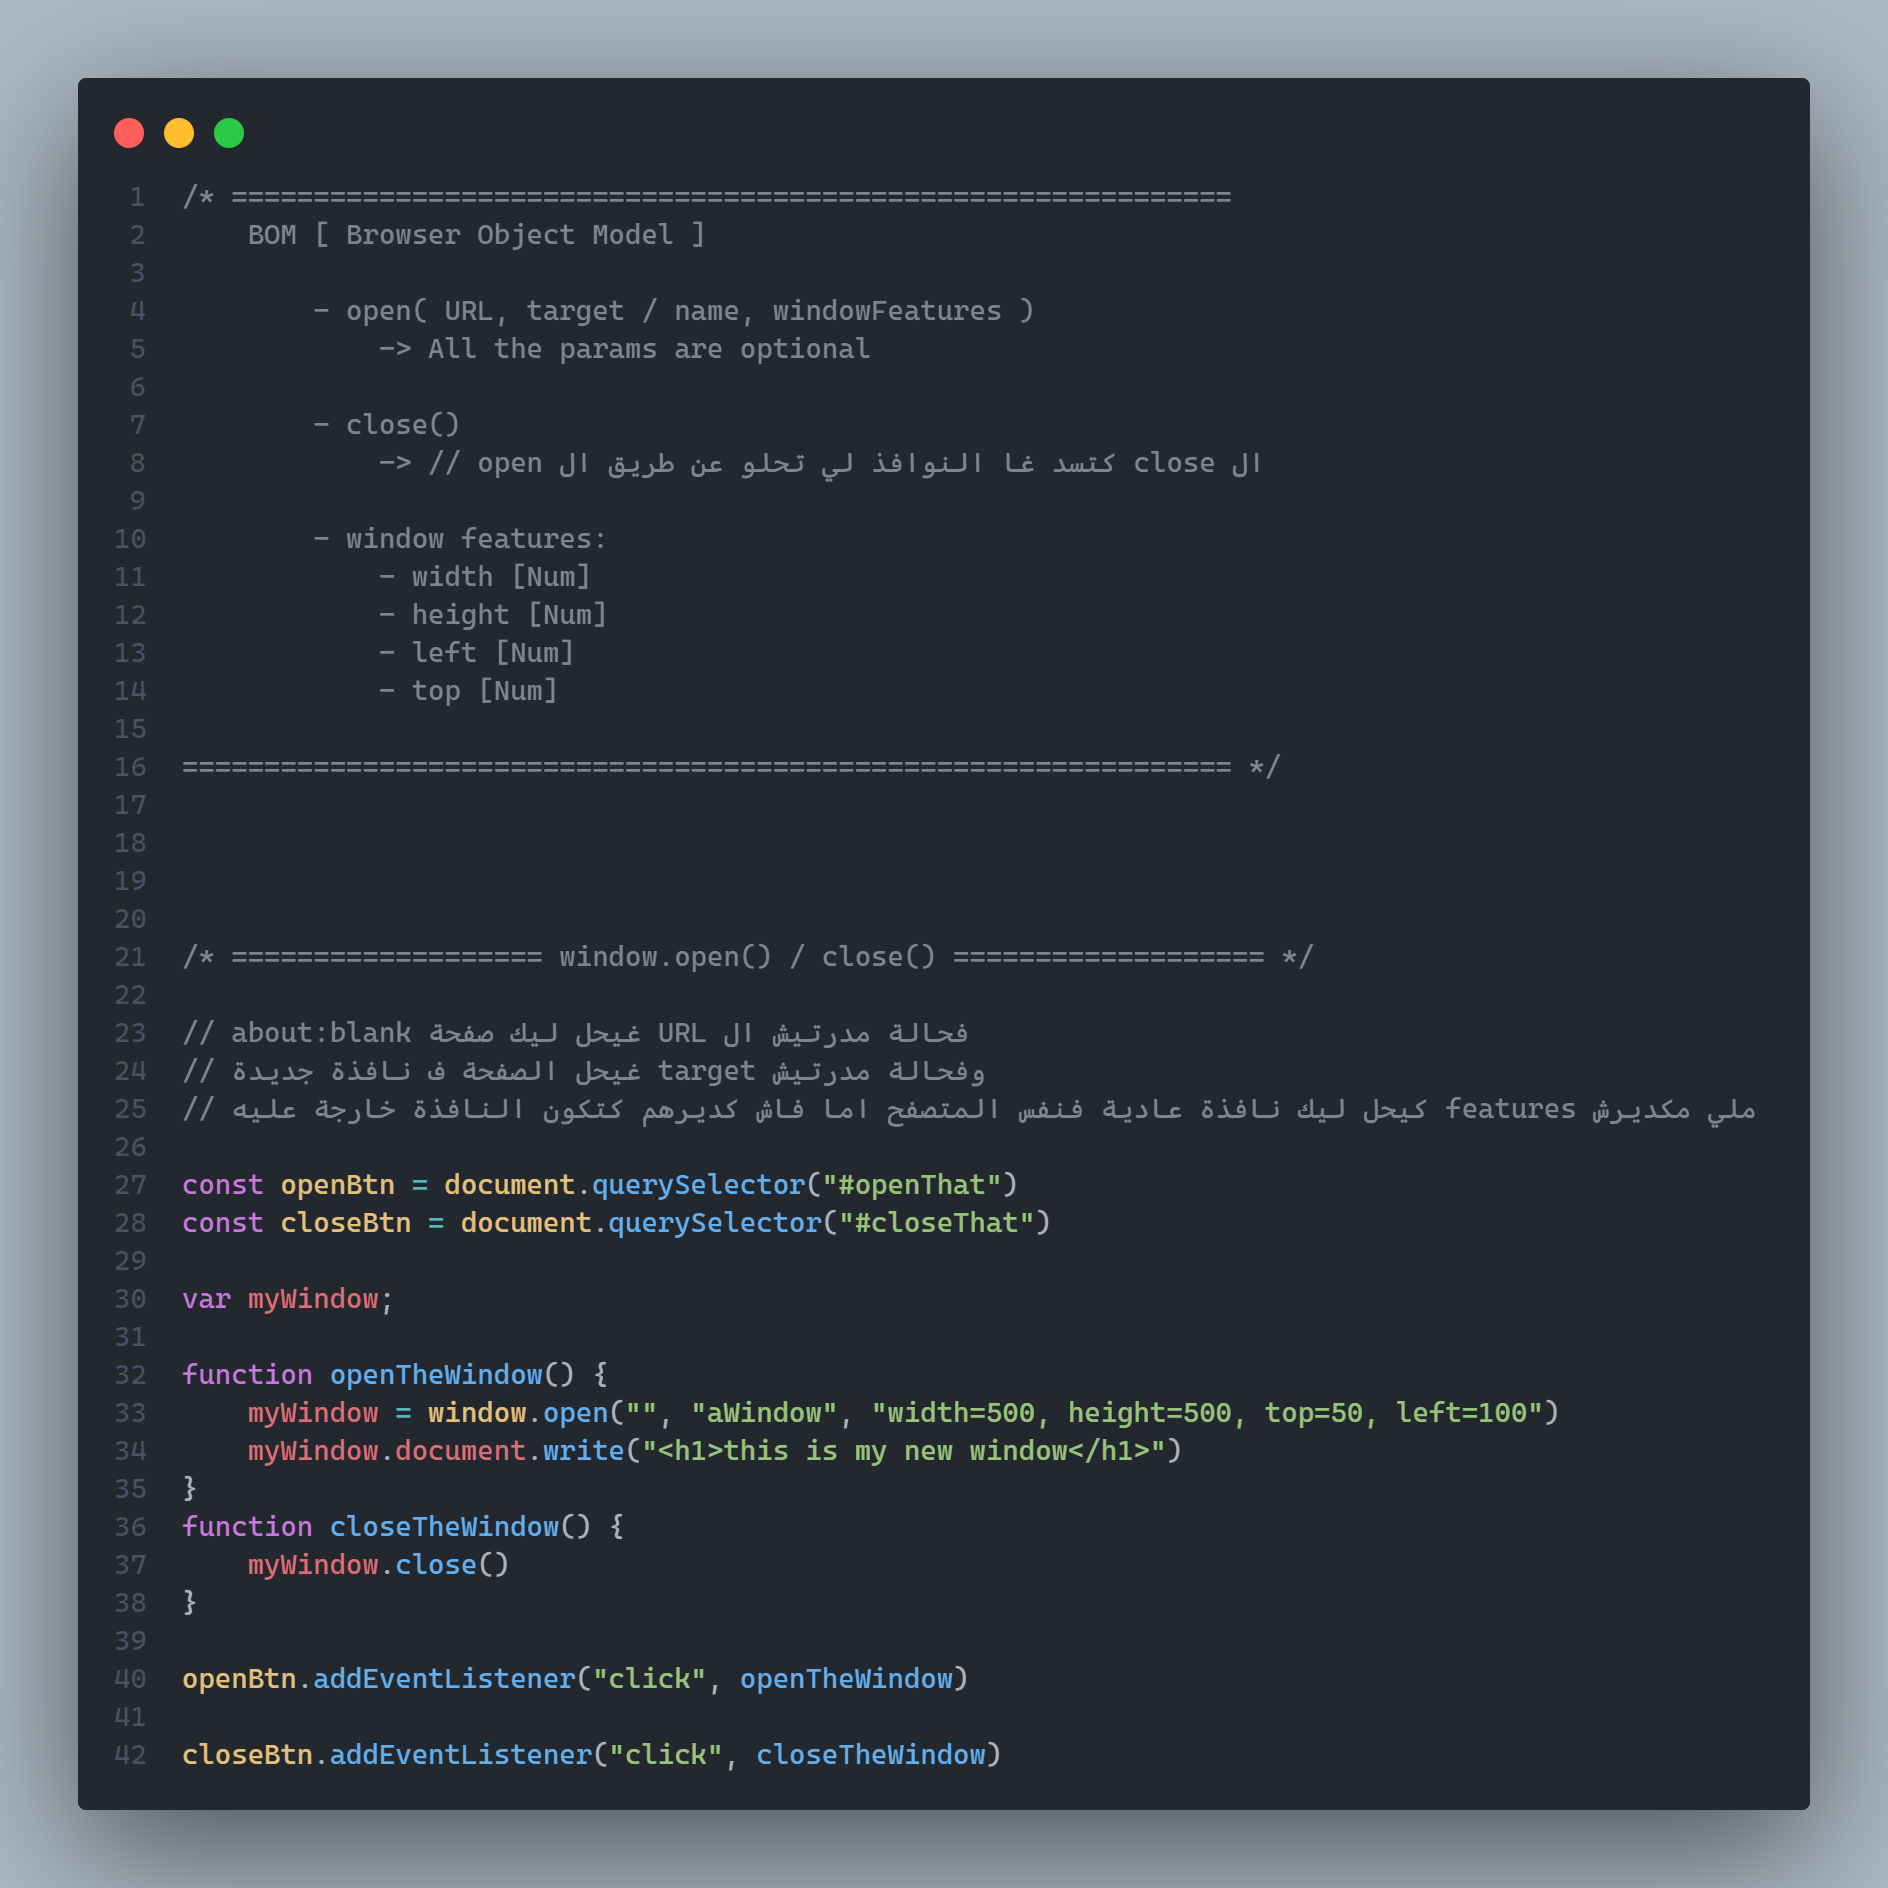 1 /* =============================================================
2     BOM [ Browser Object Model ]
3
4         - open( URL, target / name, windowFeatures )
5             -> All the params are optional
6
7         - close()
8             -> // ال close كتسد غا النوافذ لي تحلو عن طريق ال open
9
10         - window features:
11             - width [Num]
12             - height [Num]
13             - left [Num]
14             - top [Num]
15
16 ================================================================ */
17
18
19
20
21 /* =================== window.open() / close() =================== */
22
23 // فحالة مدرتيش ال URL غيحل ليك صفحة about:blank
24 // وفحالة مدرتيش target غيحل الصفحة ف نافذة جديدة
25 // ملي مكديرش features كيحل ليك نافذة عادية فنفس المتصفح اما فاش كديرهم كتكون النافذة خارجة عليه
26
27 const openBtn = document.querySelector("#openThat")
28 const closeBtn = document.querySelector("#closeThat")
29
30 var myWindow;
31
32 function openTheWindow() {
33     myWindow = window.open("", "aWindow", "width=500, height=500, top=50, left=100")
34     myWindow.document.write("<h1>this is my new window</h1>")
35 }
36 function closeTheWindow() {
37     myWindow.close()
38 }
39
40 openBtn.addEventListener("click", openTheWindow)
41
42 closeBtn.addEventListener("click", closeTheWindow)